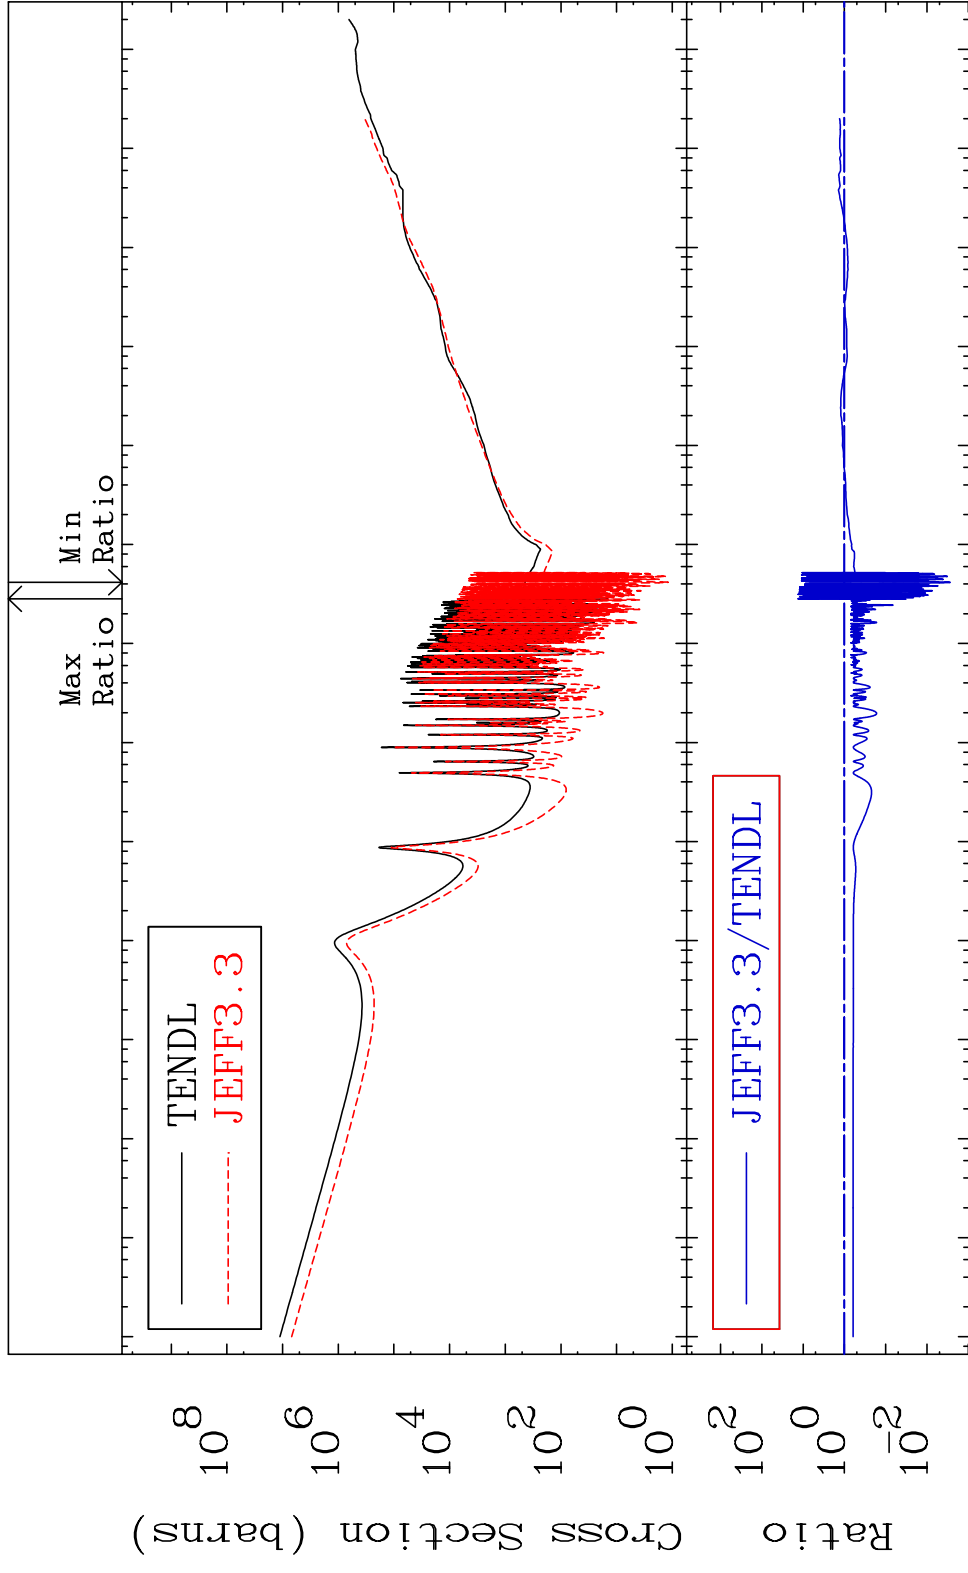 Max
Ratio
Min
Ratio
TENDL
JEFF3.3
Cross Section (barns)
10^8
10^6
10^4
10^2
10^0
JEFF3.3/TENDL
Ratio
10^2
10^0
10^-2